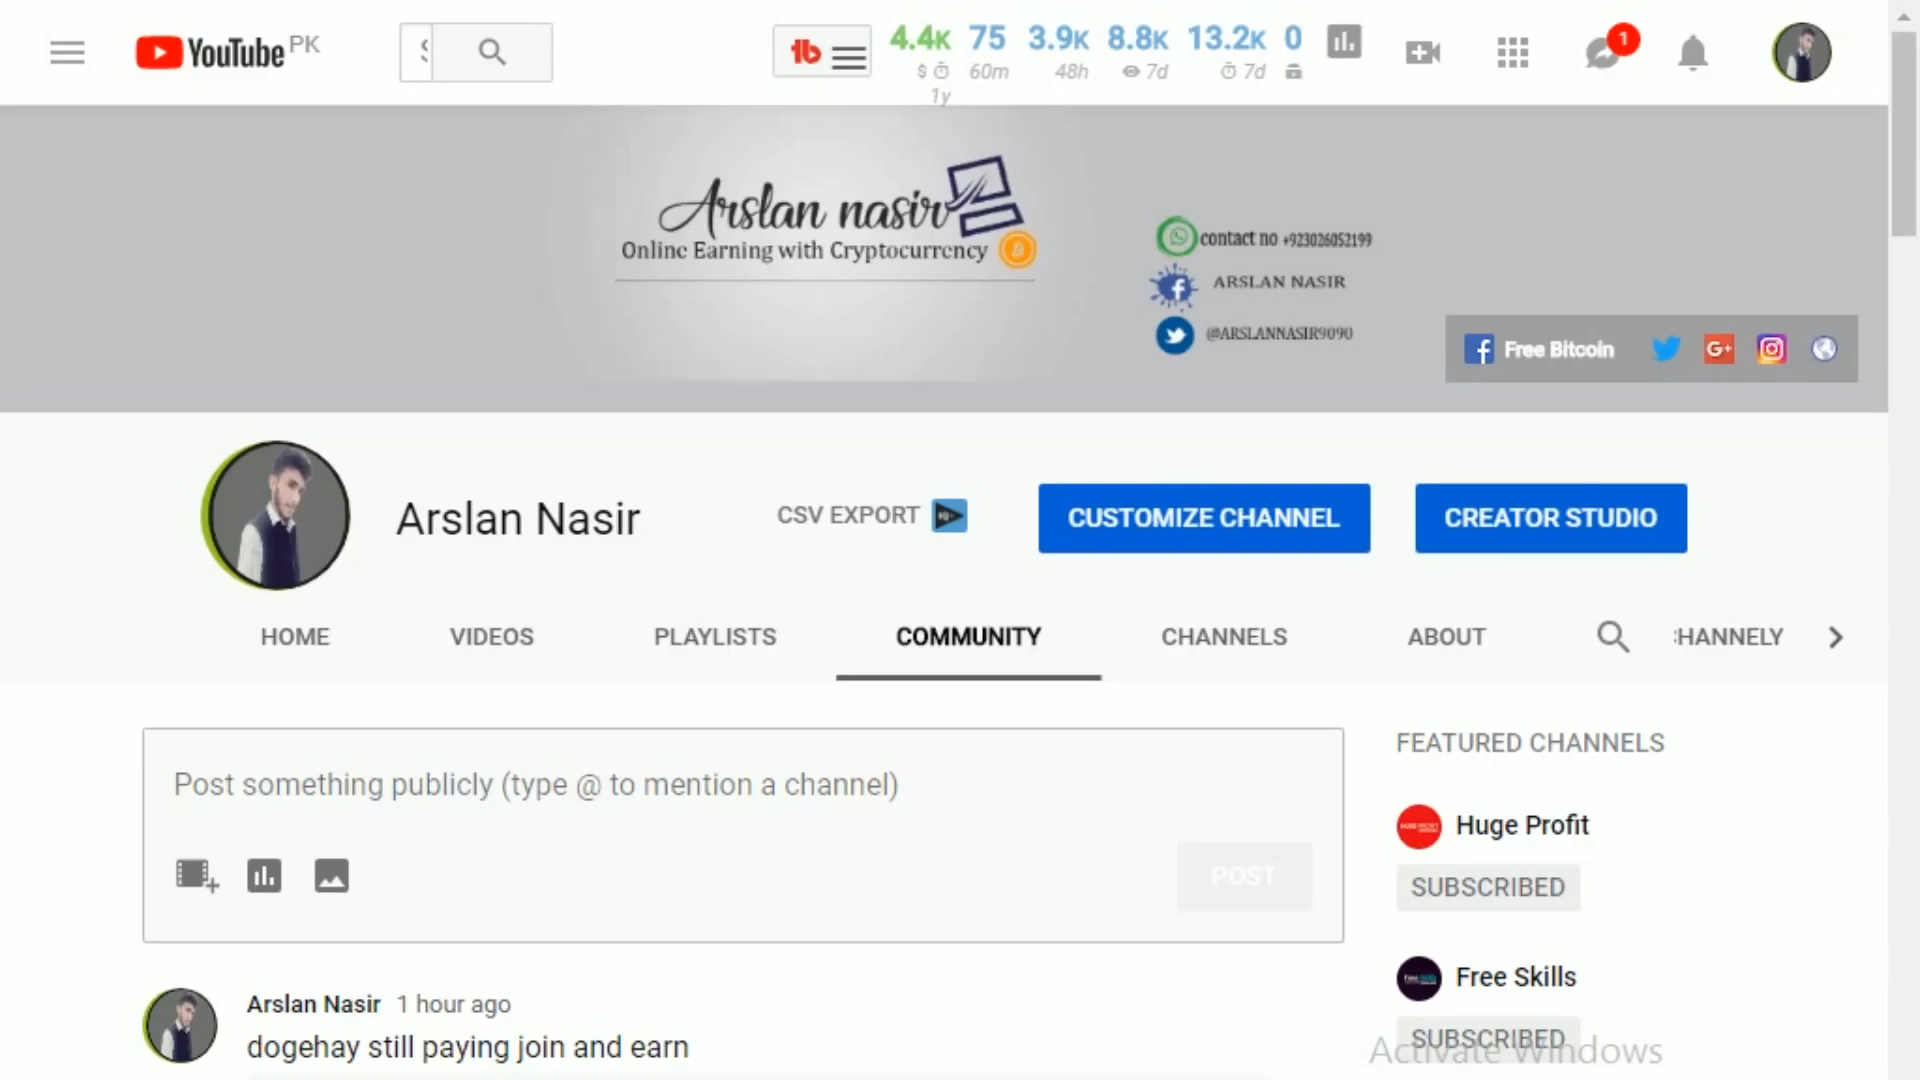 YouTube PK
4.4K 75 3.9K 8.8K 13.2K 0
$ 60m 48h 7d 7d
1y
1
Arslan nasir
Online Earning with Cryptocurrency
contact no +923026052199
ARSLAN NASIR
@ARSLANNASIR9090
Free Bitcoin
Arslan Nasir
CSV EXPORT
CUSTOMIZE CHANNEL
CREATOR STUDIO
HOME VIDEOS PLAYLISTS COMMUNITY CHANNELS ABOUT HANNELY
Post something publicly (type @ to mention a channel)
POST
FEATURED CHANNELS
Huge Profit
SUBSCRIBED
Free Skills
SUBSCRIBED
Arslan Nasir 1 hour ago
dogehay still paying join and earn
Activate Windows